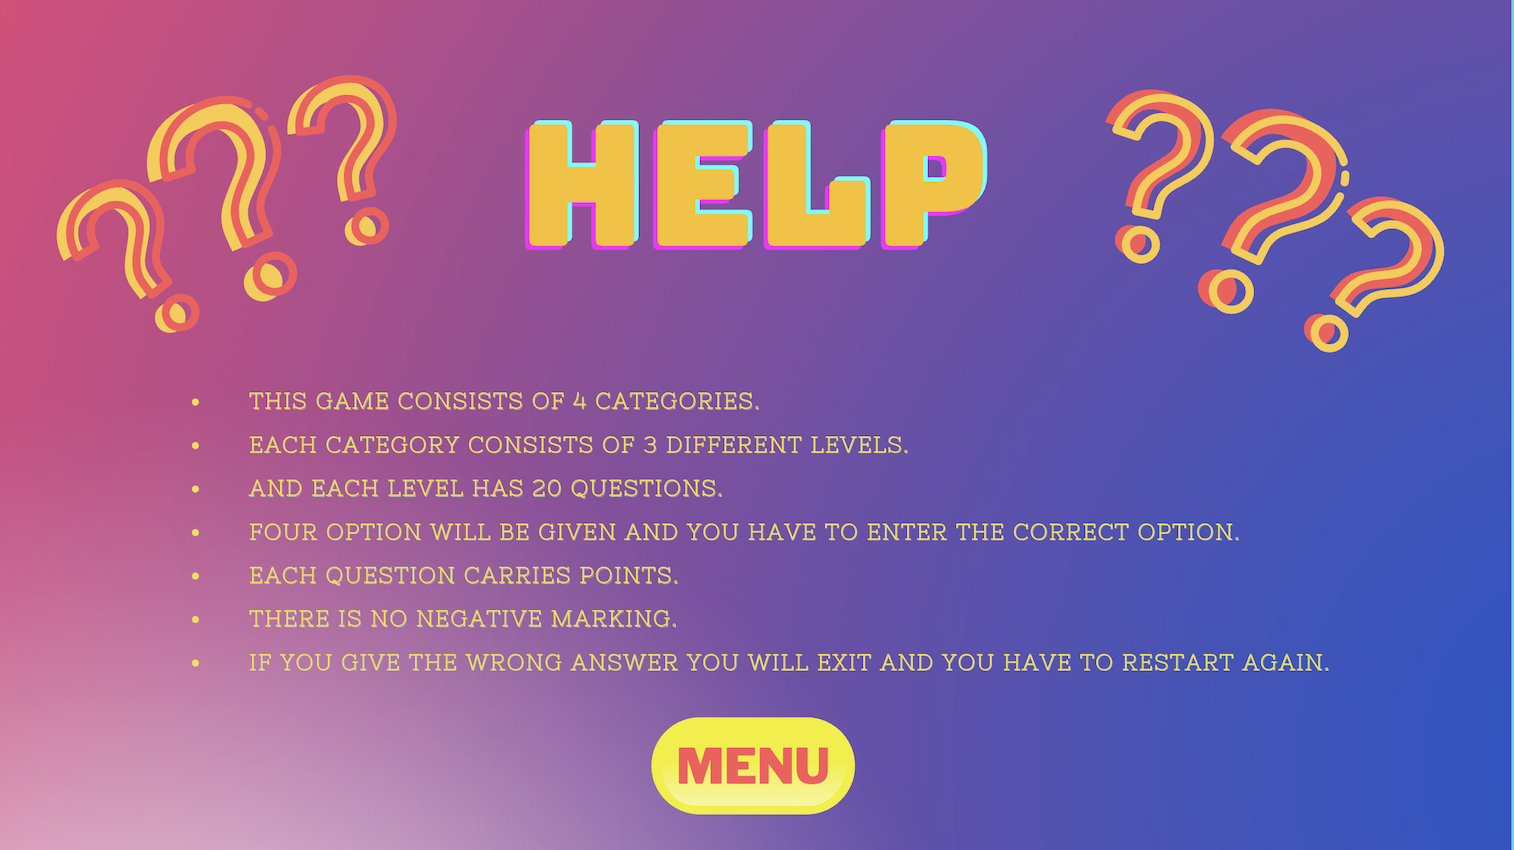 HELP
• THIS GAME CONSISTS OF 4 CATEGORIES.
• EACH CATEGORY CONSISTS OF 3 DIFFERENT LEVELS.
• AND EACH LEVEL HAS 20 QUESTIONS.
• FOUR OPTION WILL BE GIVEN AND YOU HAVE TO ENTER THE CORRECT OPTION.
• EACH QUESTION CARRIES POINTS.
• THERE IS NO NEGATIVE MARKING.
• IF YOU GIVE THE WRONG ANSWER YOU WILL EXIT AND YOU HAVE TO RESTART AGAIN.
MENU